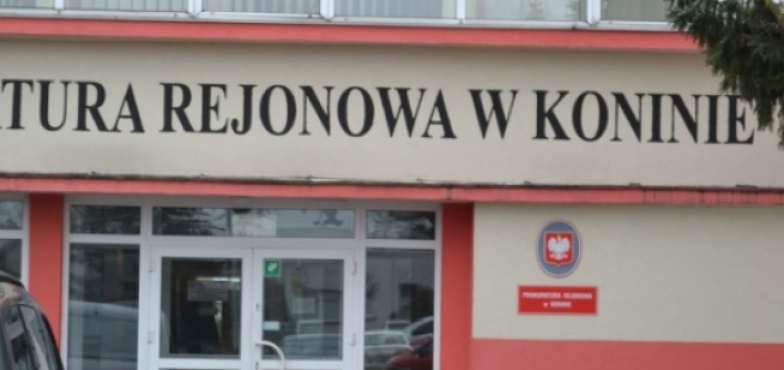 TURA REJONOWA W KONINIE
PROKURATURA REJONOWA
W KONINIE